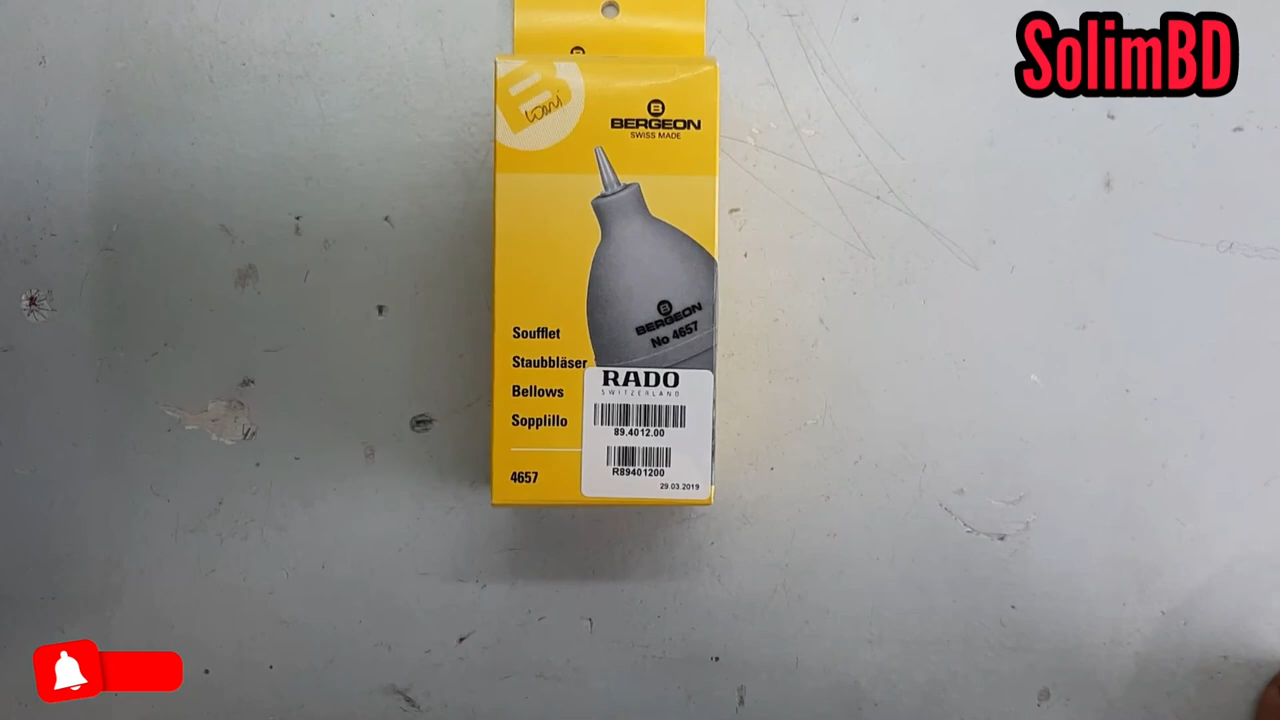 SolimBD
B
BERGEON
SWISS MADE
B
BERGEON
No 4657
Soufflet
Staubbläser
Bellows
Sopplillo
4657
RADO
SWITZERLAND
89.4012.00
R89401200
29.03.2019